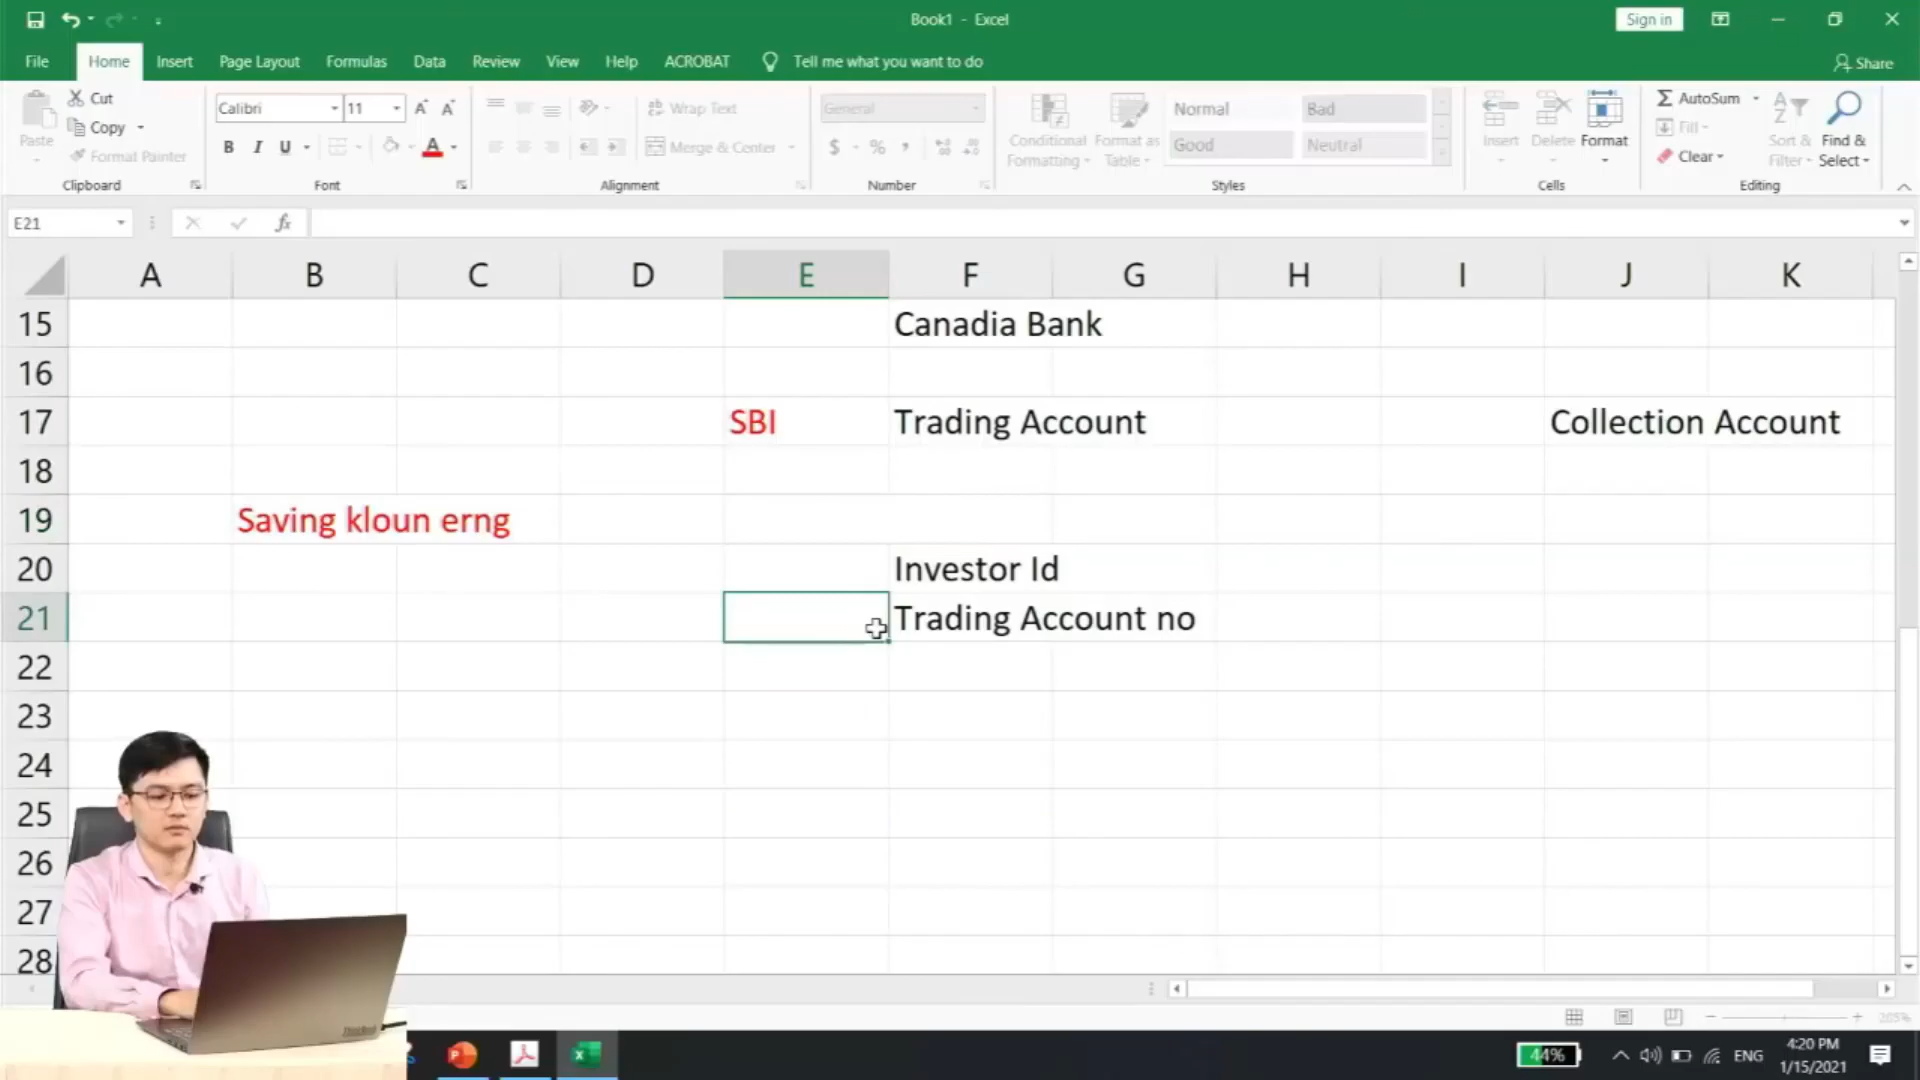 Book1 - Excel
Sign in
File Home Insert Page Layout Formulas Data Review View Help ACROBAT Tell me what you want to do
Share
Paste
Cut
Copy
Format Painter
Clipboard
Calibri 11
B I U
Font
Wrap Text
Merge & Center
Alignment
General
$ % ,
Number
Conditional Formatting
Format as Table
Normal Bad
Good Neutral
Styles
Insert Delete Format
Cells
AutoSum
Fill
Clear
Sort & Filter
Find & Select
Editing
E21
fx
A B C D E F G H I J K
15 Canadia Bank
16
17 SBI Trading Account Collection Account
18
19 Saving kloun erng
20 Investor Id
21 Trading Account no
22
23
24
25
26
27
28
205%
44%
ENG
4:20 PM
1/15/2021
ThinkBook